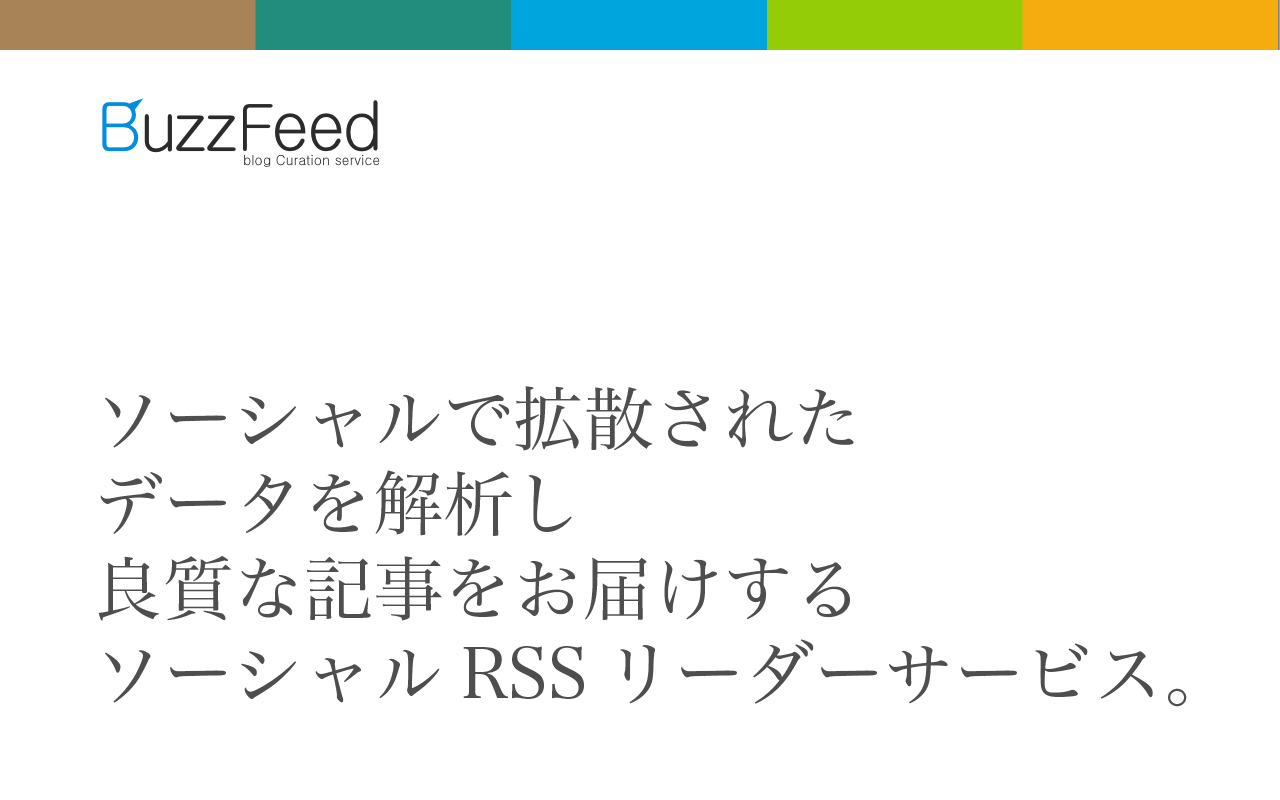 BuzzFeed
blog Curation service
ソーシャルで拡散された
データを解析し
良質な記事をお届けする
ソーシャル RSS リーダーサービス。